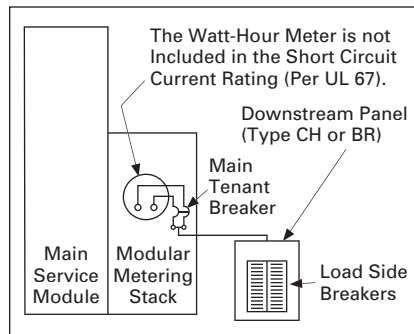 The Watt-Hour Meter is not
Included in the Short Circuit
Current Rating (Per UL 67).
Downstream Panel
(Type CH or BR)
Main
Tenant
Breaker
Main
Service
Module
Modular
Metering
Stack
Load Side
Breakers